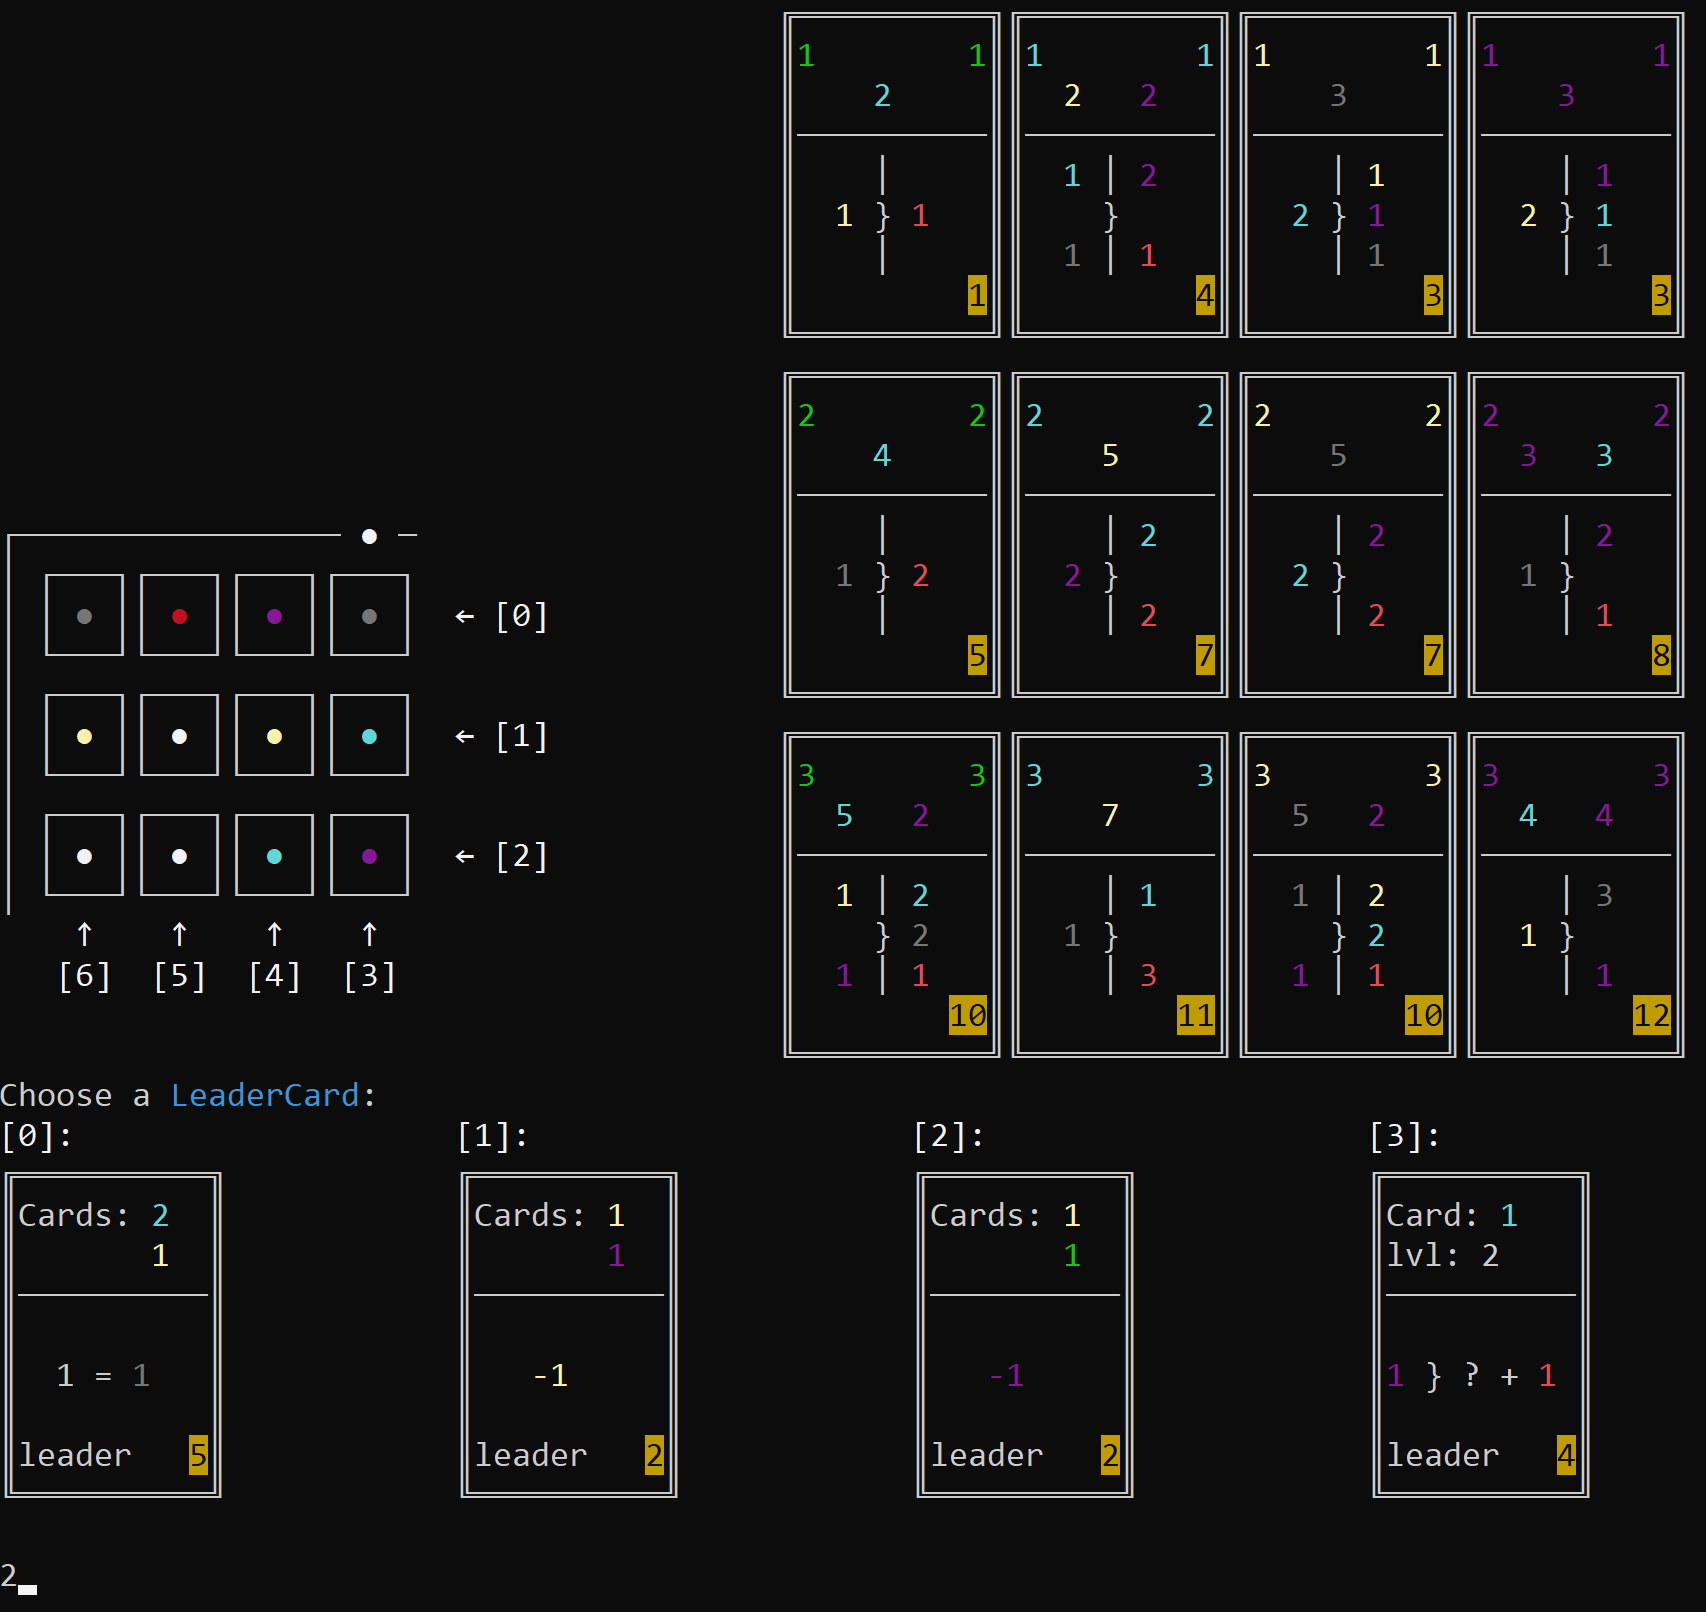 1 1 1 1 1 1 1 1
2 2 2 3 3
| 1 | 2 | 1 | 1
1 } 1 } 2 } 1 2 } 1
| 1 | 1 | 1 | 1
1 4 3 3
2 2 2 2 2 2 2 2
4 5 5 3 3
| | 2 | 2 | 2
1 } 2 2 } 2 } 1 }
| | 2 | 2 | 1
5 7 7 8
← [0]
← [1]
← [2]
↑ ↑ ↑ ↑
[6] [5] [4] [3]
3 3 3 3 3 3 3 3
5 2 7 5 2 4 4
1 | 2 | 1 1 | 2 | 3
} 2 1 } } 2 1 }
1 | 1 | 3 1 | 1 | 1
10 11 10 12
Choose a LeaderCard:
[0]: [1]: [2]: [3]:
Cards: 2 Cards: 1 Cards: 1 Card: 1
1 1 1 lvl: 2
1 = 1 -1 -1 1 } ? + 1
leader 5 leader 2 leader 2 leader 4
2